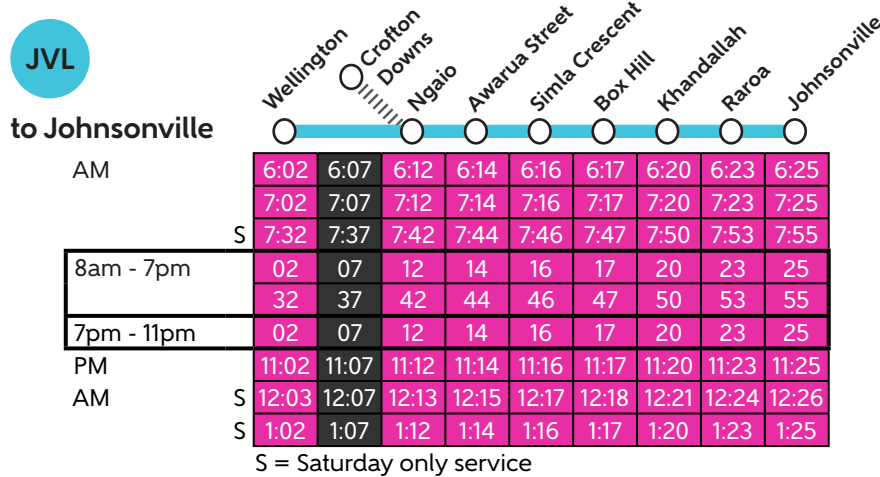 JVL
to Johnsonville
Wellington
Crofton
Downs
Ngaio
Awarua Street
Simla Crescent
Box Hill
Khandallah
Raroa
Johnsonville
AM 6:02 6:07 6:12 6:14 6:16 6:17 6:20 6:23 6:25
7:02 7:07 7:12 7:14 7:16 7:17 7:20 7:23 7:25
S 7:32 7:37 7:42 7:44 7:46 7:47 7:50 7:53 7:55
8am - 7pm 02 07 12 14 16 17 20 23 25
32 37 42 44 46 47 50 53 55
7pm - 11pm 02 07 12 14 16 17 20 23 25
PM 11:02 11:07 11:12 11:14 11:16 11:17 11:20 11:23 11:25
AM S 12:03 12:07 12:13 12:15 12:17 12:18 12:21 12:24 12:26
S 1:02 1:07 1:12 1:14 1:16 1:17 1:20 1:23 1:25
S = Saturday only service